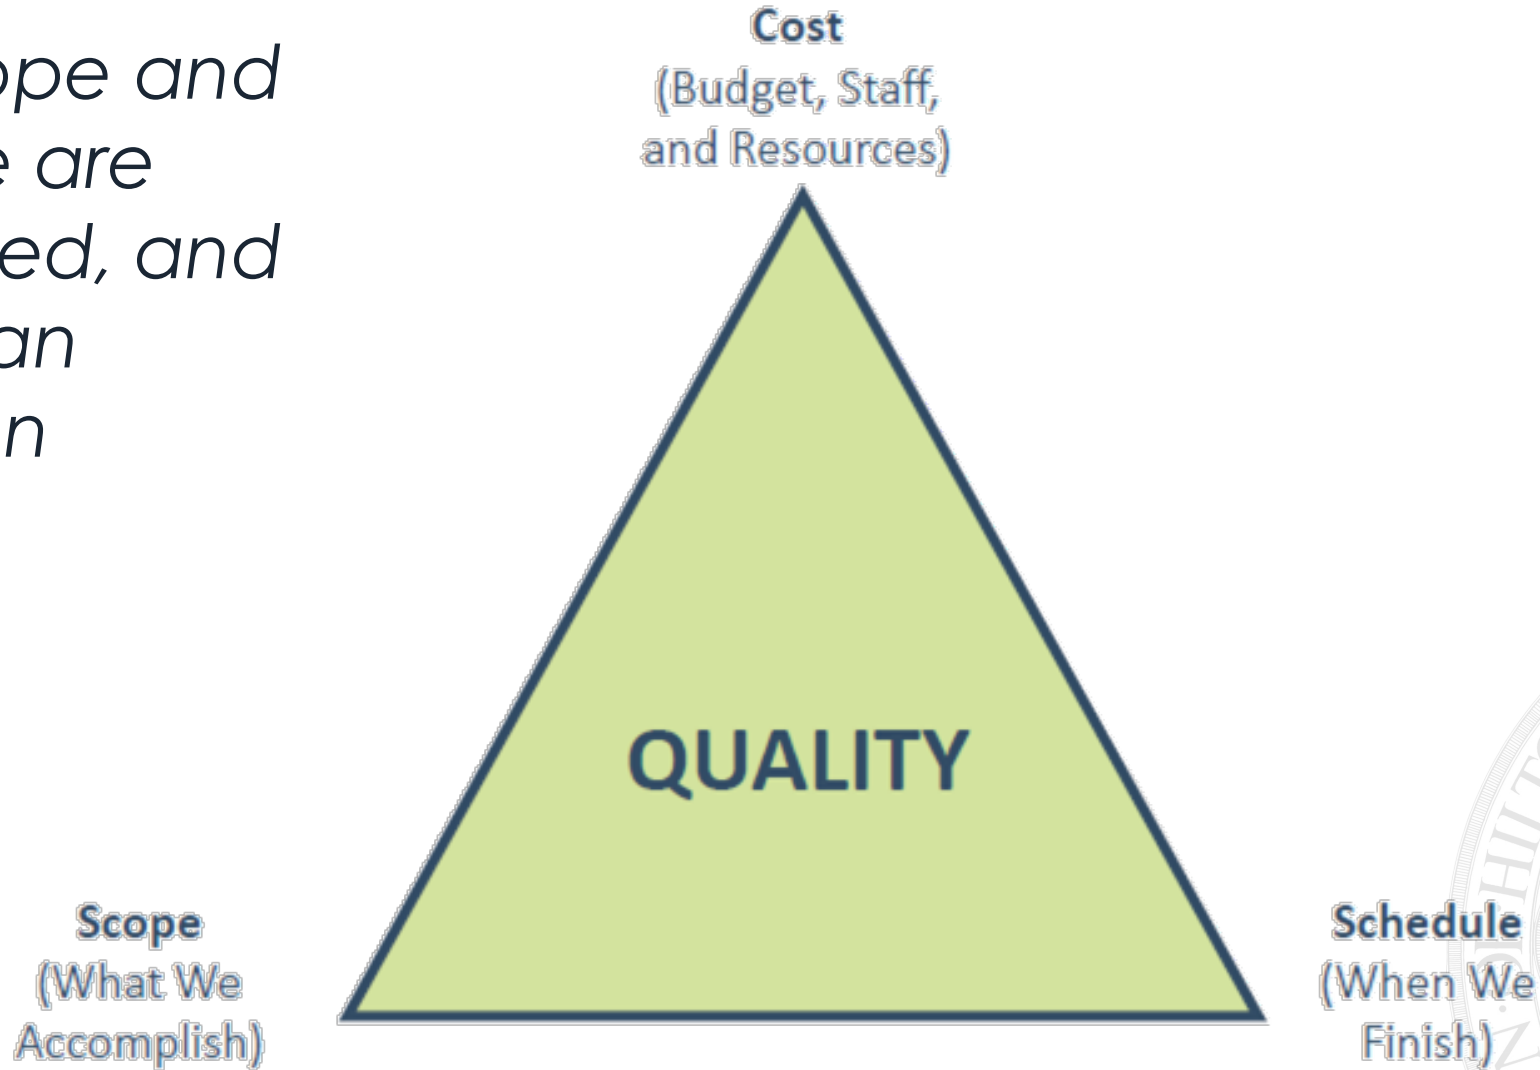 ope and
e are
ed, and
an
n
Cost
(Budget, Staff,
and Resources)
QUALITY
Scope
(What We
Accomplish)
Schedule
(When We
Finish)